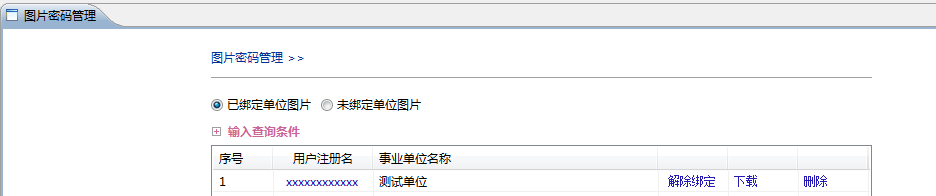 图片密码管理
图片密码管理 >>
已绑定单位图片 未绑定单位图片
输入查询条件
序号 用户注册名 事业单位名称
1 xxxxxxxxxxxx 测试单位 解除绑定 下载 删除